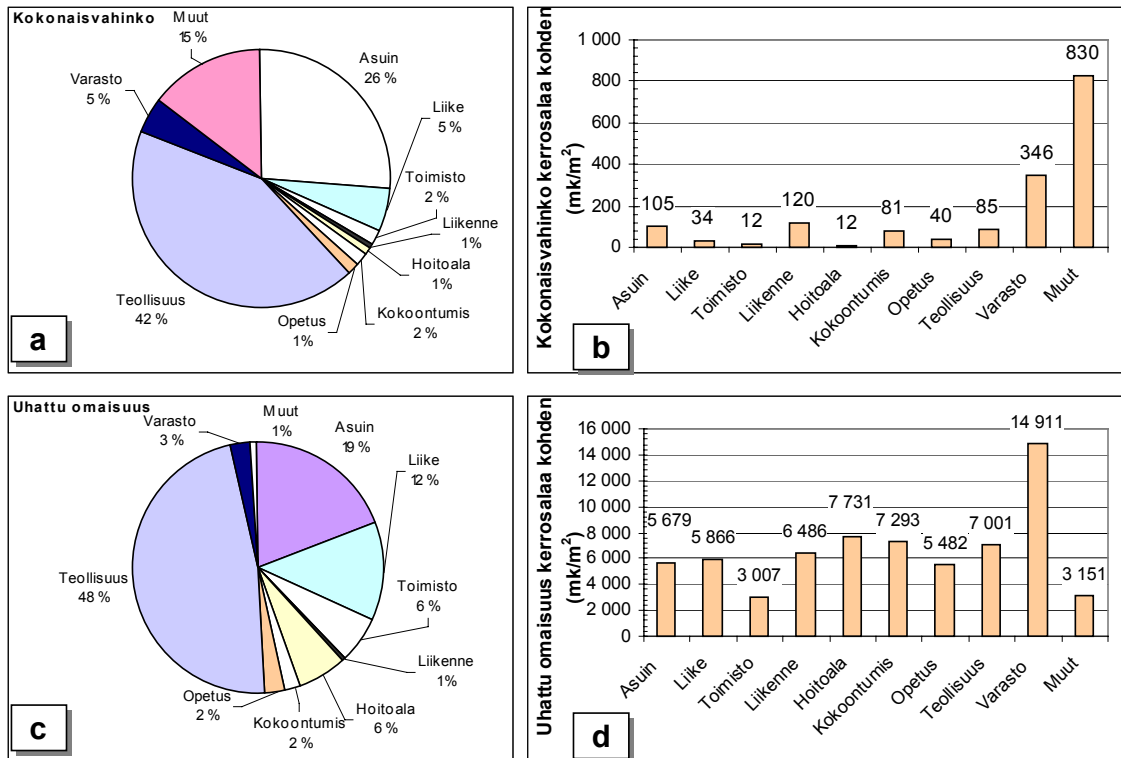 Kokonaisvahinko
Muut
15 %
Asuin
26 %
Varasto
5 %
Liike
5 %
Toimisto
2 %
Liikenne
1%
Hoitoala
1%
Kokoontumis
2 %
Opetus
1%
Teollisuus
42 %
a
Kokonaisvahinko kerrosalaa kohden
(mk/m²)
1 000
800
600
400
200
0
105
34
12
120
12
81
40
85
346
830
Asuin
Liike
Toimisto
Liikenne
Hoitoala
Kokoontumis
Opetus
Teollisuus
Varasto
Muut
b
Uhattu omaisuus
Varasto
3 %
Muut
1%
Asuin
19 %
Liike
12 %
Toimisto
6 %
Liikenne
1%
Hoitoala
6 %
Kokoontumis
2 %
Opetus
2 %
Teollisuus
48 %
c
Uhattu omaisuus kerrosalaa kohden
(mk/m²)
16 000
14 000
12 000
10 000
8 000
6 000
4 000
2 000
0
5 679
5 866
3 007
6 486
7 731
7 293
5 482
7 001
14 911
3 151
Asuin
Liike
Toimisto
Liikenne
Hoitoala
Kokoontumis
Opetus
Teollisuus
Varasto
Muut
d